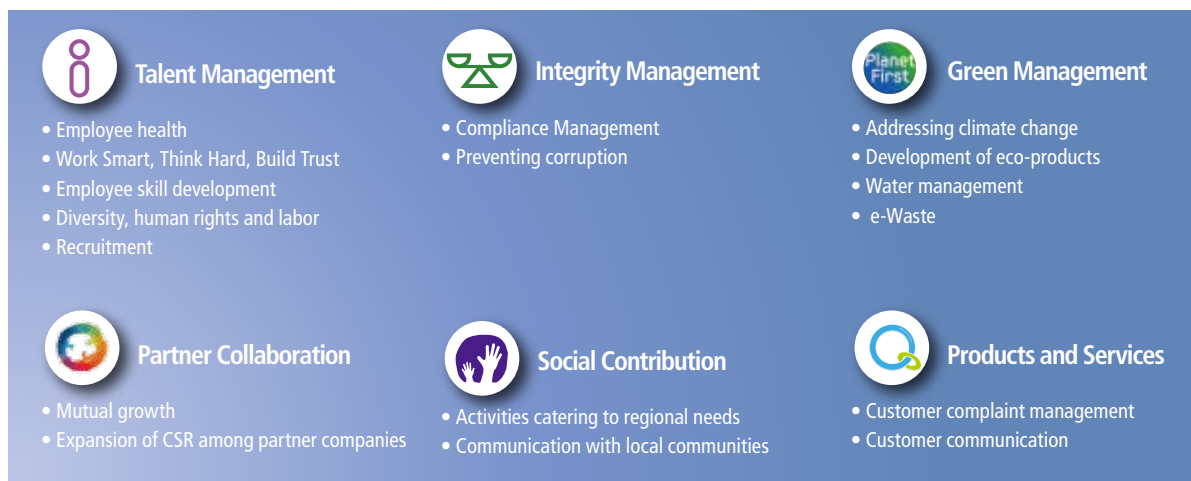 Talent Management
• Employee health
• Work Smart, Think Hard, Build Trust
• Employee skill development
• Diversity, human rights and labor
• Recruitment
Integrity Management
• Compliance Management
• Preventing corruption
Planet
First
Green Management
• Addressing climate change
• Development of eco-products
• Water management
• e-Waste
Partner Collaboration
• Mutual growth
• Expansion of CSR among partner companies
Social Contribution
• Activities catering to regional needs
• Communication with local communities
Products and Services
• Customer complaint management
• Customer communication